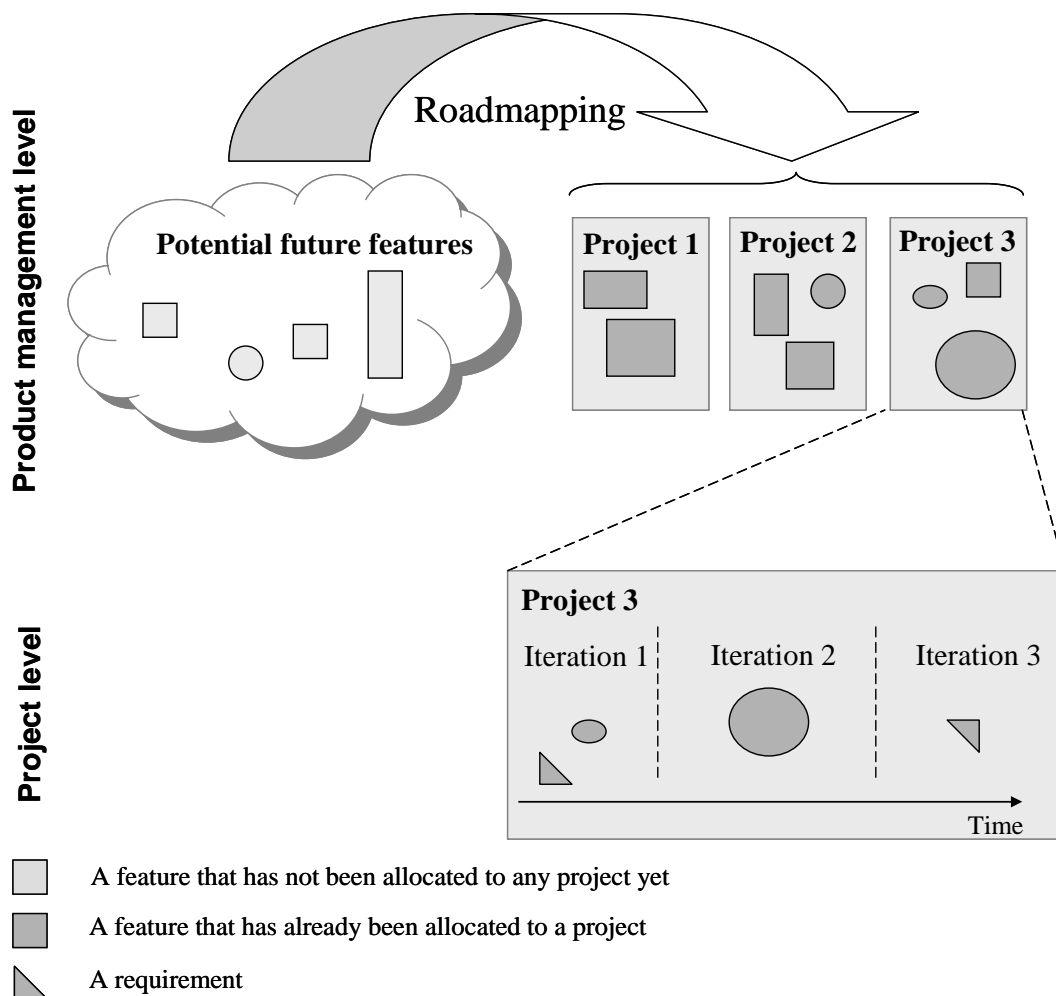 Roadmapping
Product management level
Potential future features
Project 1
Project 2
Project 3
Project level
Project 3
Iteration 1
Iteration 2
Iteration 3
Time
A feature that has not been allocated to any project yet
A feature that has already been allocated to a project
A requirement